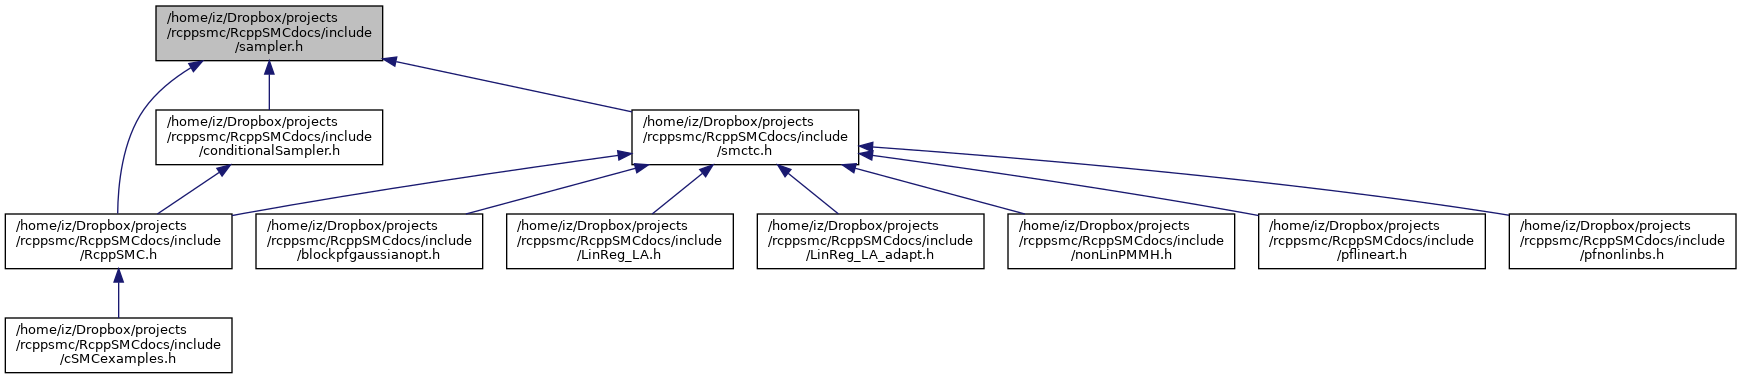 /home/iz/Dropbox/projects
/rcppsmc/RcppSMCdocs/include
/sampler.h
/home/iz/Dropbox/projects
/rcppsmc/RcppSMCdocs/include
/conditionalSampler.h
/home/iz/Dropbox/projects
/rcppsmc/RcppSMCdocs/include
/smctc.h
/home/iz/Dropbox/projects
/rcppsmc/RcppSMCdocs/include
/RcppSMC.h
/home/iz/Dropbox/projects
/rcppsmc/RcppSMCdocs/include
/blockpfgaussianopt.h
/home/iz/Dropbox/projects
/rcppsmc/RcppSMCdocs/include
/LinReg_LA.h
/home/iz/Dropbox/projects
/rcppsmc/RcppSMCdocs/include
/LinReg_LA_adapt.h
/home/iz/Dropbox/projects
/rcppsmc/RcppSMCdocs/include
/nonLinPMMH.h
/home/iz/Dropbox/projects
/rcppsmc/RcppSMCdocs/include
/pflineart.h
/home/iz/Dropbox/projects
/rcppsmc/RcppSMCdocs/include
/pfnonlinbs.h
/home/iz/Dropbox/projects
/rcppsmc/RcppSMCdocs/include
/cSMCexamples.h